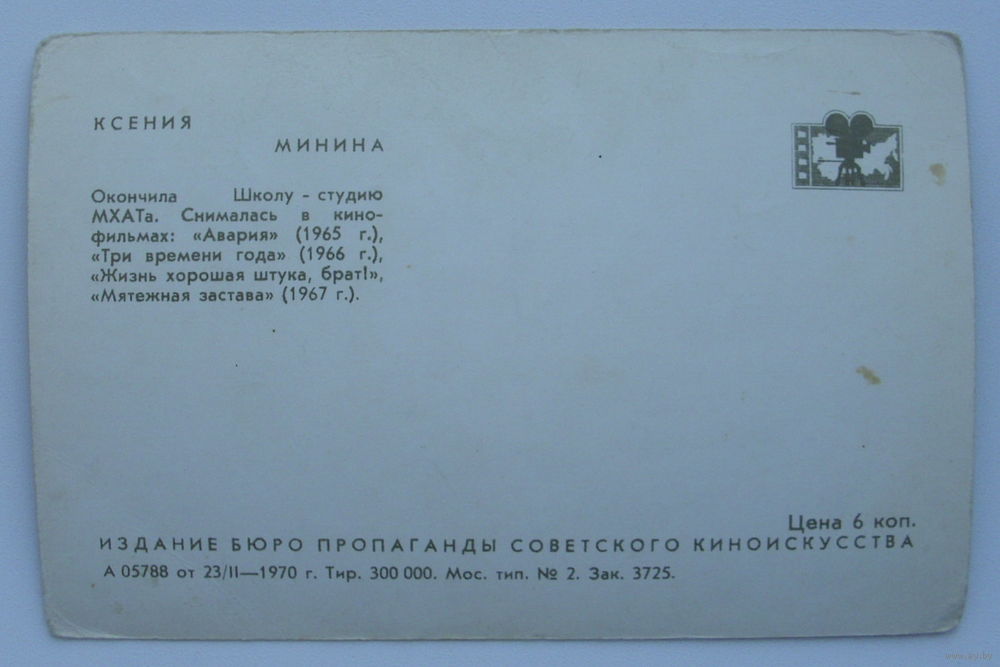 КСЕНИЯ
МИНИНА
Окончила Школу - студию
МХАТа. Снималась в кино-
фильмах: «Авария» (1965 г.),
«Три времени года» (1966 г.),
«Жизнь хорошая штука, брат!»,
«Мятежная застава» (1967 г.).
Цена 6 коп.
ИЗДАНИЕ БЮРО ПРОПАГАНДЫ СОВЕТСКОГО КИНОИСКУССТВА
А 05788 от 23/II—1970 г. Тир. 300 000. Мос. тип. № 2. Зак. 3725.